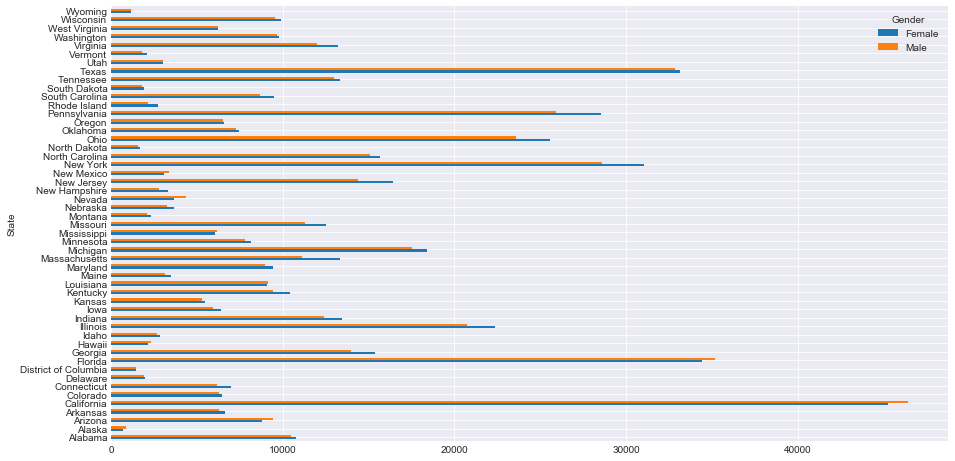 Wyoming
Wisconsin
West Virginia
Washington
Virginia
Vermont
Utah
Texas
Tennessee
South Dakota
South Carolina
Rhode Island
Pennsylvania
Oregon
Oklahoma
Ohio
North Dakota
North Carolina
New York
New Mexico
New Jersey
New Hampshire
Nevada
Nebraska
Montana
Missouri
Mississippi
Minnesota
Michigan
Massachusetts
Maryland
Maine
Louisiana
Kentucky
Kansas
Iowa
Indiana
Illinois
Idaho
Hawaii
Georgia
Florida
District of Columbia
Delaware
Connecticut
Colorado
California
Arkansas
Arizona
Alaska
Alabama
State
0 10000 20000 30000 40000
Gender
Female
Male